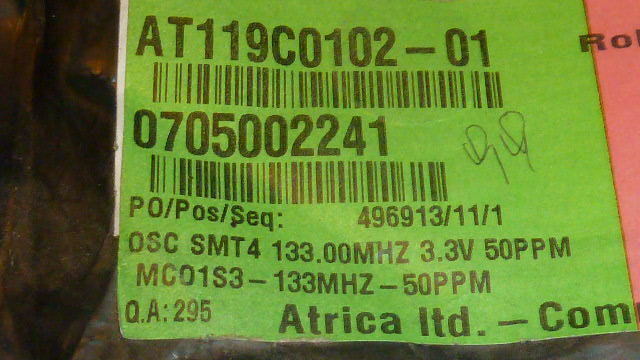 AT119C0102-01
0705002241
PO/Pos/Seq: 496913/11/1
OSC SMT4 133.00MHZ 3.3V 50PPM
MC01S3-133MHZ-50PPM
Q.A: 295
Atrica ltd. - Com